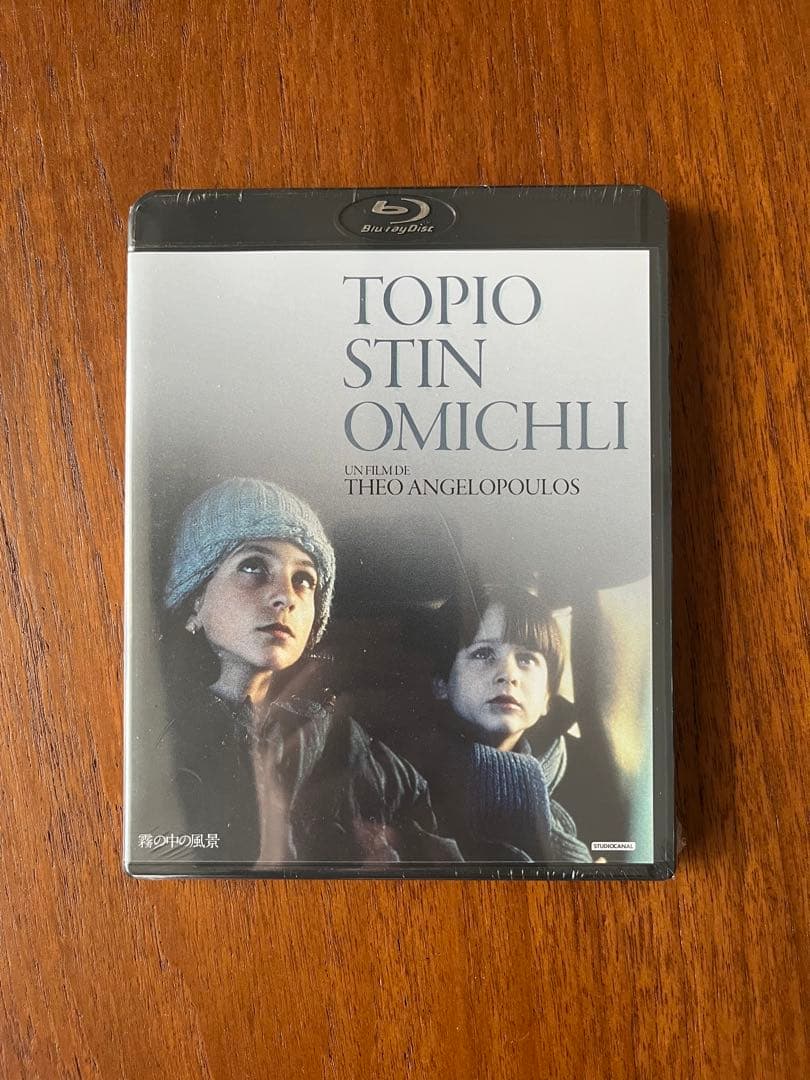 Blu-ray Disc
TOPIO
STIN
OMICHLI
UN FILM DE
THEO ANGELOPOULOS
霧の中の風景
STUDIOCANAL